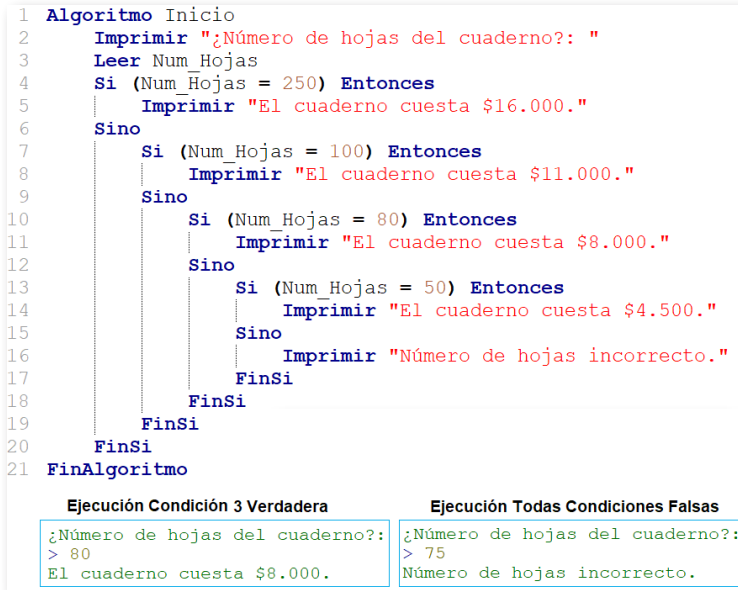 1 Algoritmo Inicio
2 Imprimir "¿Número de hojas del cuaderno?: "
3 Leer Num_Hojas
4 Si (Num_Hojas = 250) Entonces
5 Imprimir "El cuaderno cuesta $16.000."
6 Sino
7 Si (Num_Hojas = 100) Entonces
8 Imprimir "El cuaderno cuesta $11.000."
9 Sino
10 Si (Num_Hojas = 80) Entonces
11 Imprimir "El cuaderno cuesta $8.000."
12 Sino
13 Si (Num_Hojas = 50) Entonces
14 Imprimir "El cuaderno cuesta $4.500."
15 Sino
16 Imprimir "Número de hojas incorrecto."
17 FinSi
18 FinSi
19 FinSi
20 FinSi
21 FinAlgoritmo
Ejecución Condición 3 Verdadera
¿Número de hojas del cuaderno?:
> 80
El cuaderno cuesta $8.000.
Ejecución Todas Condiciones Falsas
¿Número de hojas del cuaderno?:
> 75
Número de hojas incorrecto.